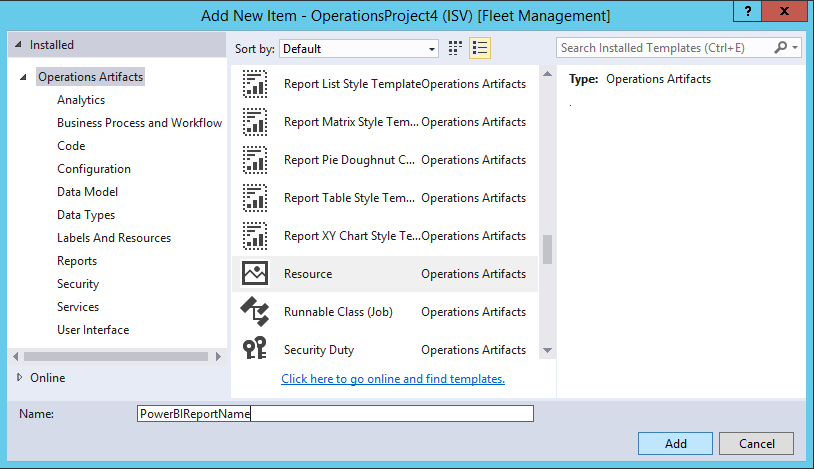 Add New Item - OperationsProject4 (ISV) [Fleet Management]
? X
Installed
Sort by: Default
Search Installed Templates (Ctrl+E)
Operations Artifacts
Analytics
Business Process and Workflow
Code
Configuration
Data Model
Data Types
Labels And Resources
Reports
Security
Services
User Interface
Online
Report List Style Template Operations Artifacts
Report Matrix Style Tem... Operations Artifacts
Report Pie Doughnut C... Operations Artifacts
Report Table Style Tem... Operations Artifacts
Report XY Chart Style Te... Operations Artifacts
Resource Operations Artifacts
Runnable Class (Job) Operations Artifacts
Security Duty Operations Artifacts
Click here to go online and find templates.
Type: Operations Artifacts
.
Name: PowerBIReportName
Add Cancel